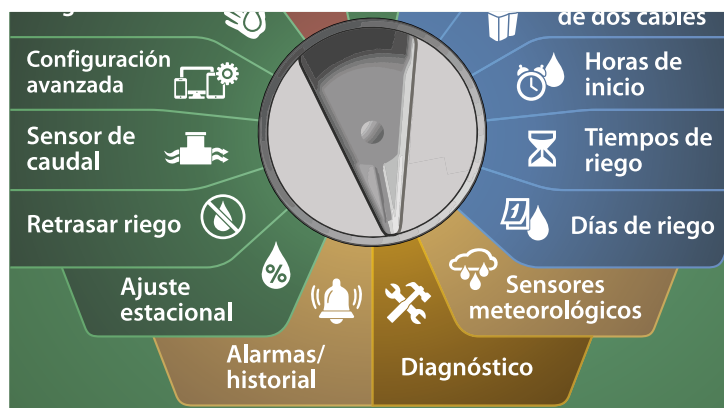 de dos cables
Configuración
avanzada
Horas de
inicio
Sensor de
caudal
Tiempos de
riego
Retrasar riego
1
Días de riego
%
Ajuste
estacional
Sensores
meteorológicos
Alarmas/
historial
Diagnóstico